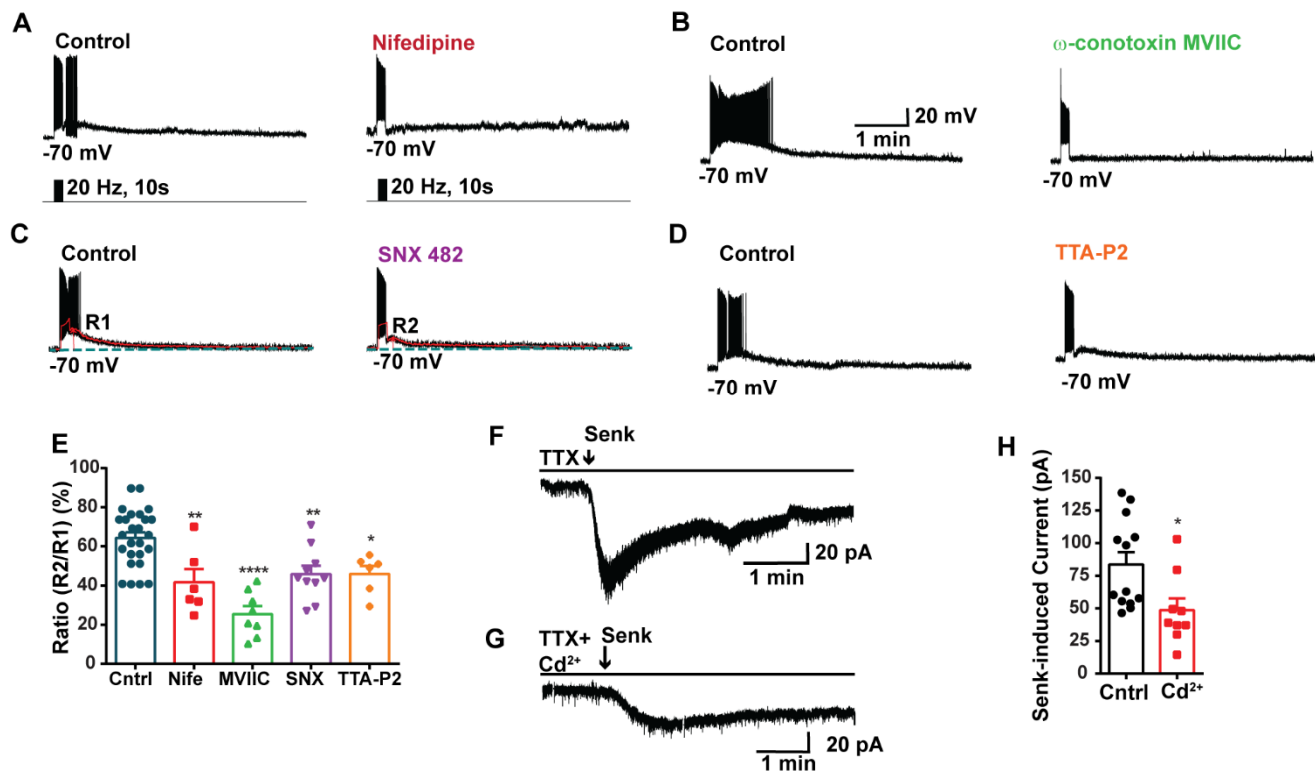 A
Control
Nifedipine
-70 mV
-70 mV
20 Hz, 10s
20 Hz, 10s
B
Control
ω-conotoxin MVIIC
20 mV
1 min
-70 mV
-70 mV
C
Control
SNX 482
R1
R2
-70 mV
-70 mV
D
Control
TTA-P2
-70 mV
-70 mV
E
Ratio (R2/R1) (%)
100
80
60
40
20
0
**
****
**
*
Cntrl Nife MVIIC SNX TTA-P2
F
Senk
TTX
20 pA
1 min
G
TTX+ Senk
Cd²⁺
20 pA
1 min
H
Senk-induced Current (pA)
150
125
100
75
50
25
0
*
Cntrl Cd²⁺